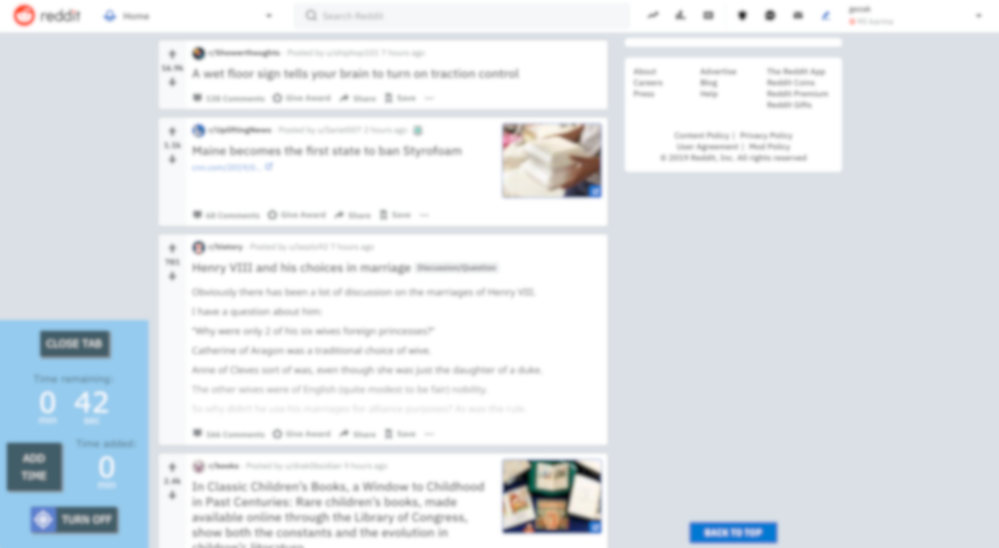 reddit
Home
Search Reddit
karma
r/Showerthoughts · Posted by u/shiphop101 7 hours ago
16.9k
A wet floor sign tells your brain to turn on traction control
138 Comments Give Award Share Save
r/UpliftingNews · Posted by u/Sariel007 2 hours ago
Maine becomes the first state to ban Styrofoam
cnn.com/2019/0...
68 Comments Give Award Share Save
r/history · Posted by 7 hours ago
Henry VIII and his choices in marriage Discussion/Question
Obviously there has been a lot of discussion on the marriages of Henry VIII.
I have a question about him:
"Why were only 2 of his six wives foreign princesses?"
Catherine of Aragon was a traditional choice of wive.
Anne of Cleves sort of was, even though she was just the daughter of a duke.
The other wives were of English (quite modest to be fair) nobility.
So why didn't he use his marriages for alliance purposes? As was the rule.
Comments Give Award Share Save
r/books · Posted by 9 hours ago
In Classic Children's Books, a Window to Childhood
in Past Centuries: Rare children's books, made
available online through the Library of Congress,
show both the constants and the evolution in
children's literature
About
Careers
Press
Advertise
Blog
Help
The Reddit App
Reddit Coins
Reddit Premium
Reddit Gifts
Content Policy | Privacy Policy
User Agreement | Mod Policy
© 2019 Reddit, Inc. All rights reserved
CLOSE TAB
Time remaining:
0 42
min sec
ADD
TIME
Time added:
0
min
TURN OFF
BACK TO TOP